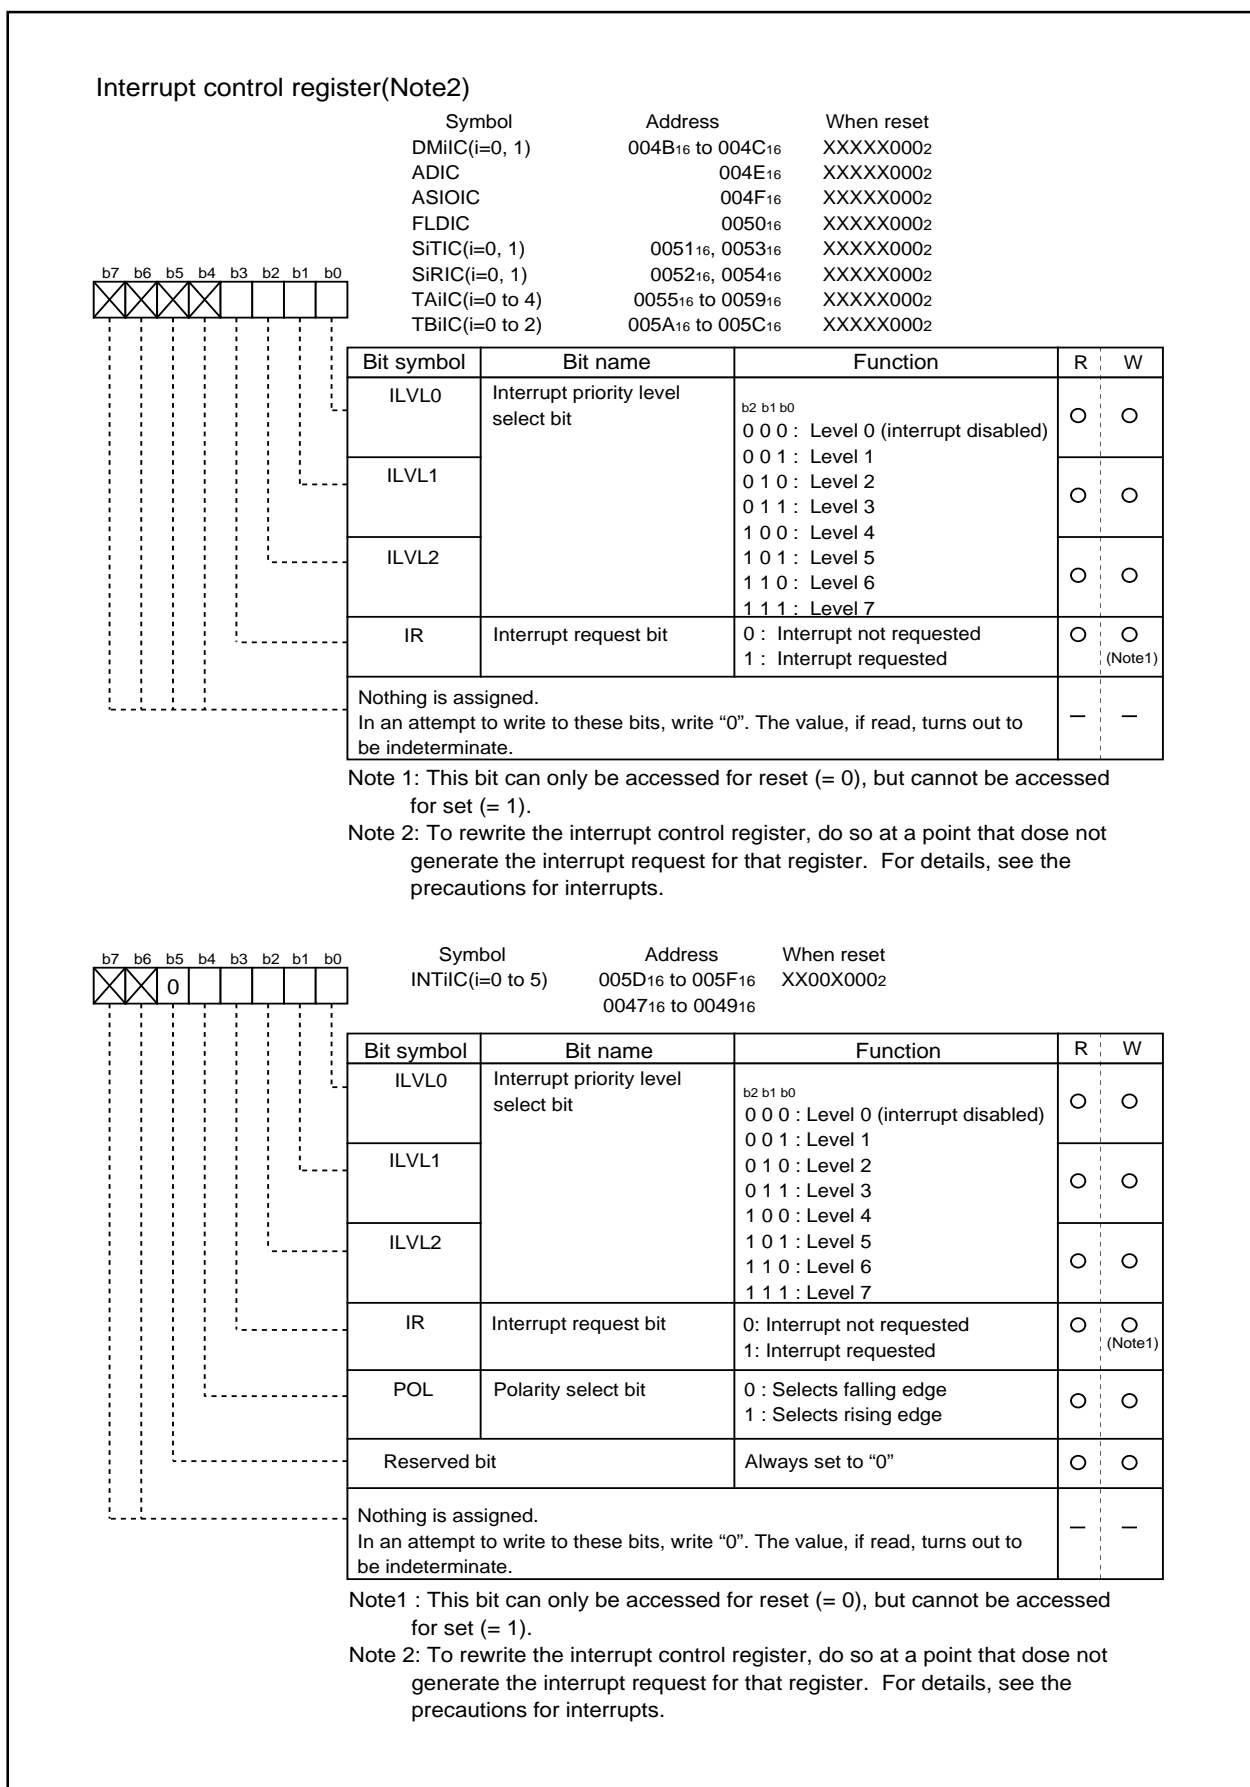 Interrupt control register(Note2)
Symbol Address When reset
DMiIC(i=0, 1) 004B16 to 004C16 XXXXX0002
ADIC 004E16 XXXXX0002
ASIOIC 004F16 XXXXX0002
FLDIC 005016 XXXXX0002
SiTIC(i=0, 1) 005116, 005316 XXXXX0002
SiRIC(i=0, 1) 005216, 005416 XXXXX0002
TAiIC(i=0 to 4) 005516 to 005916 XXXXX0002
TBiIC(i=0 to 2) 005A16 to 005C16 XXXXX0002
b7 b6 b5 b4 b3 b2 b1 b0
Bit symbol Bit name Function R W
ILVL0 Interrupt priority level
select bit
b2 b1 b0
0 0 0 : Level 0 (interrupt disabled)
0 0 1 : Level 1
ILVL1 0 1 0 : Level 2
0 1 1 : Level 3
1 0 0 : Level 4
ILVL2 1 0 1 : Level 5
1 1 0 : Level 6
1 1 1 : Level 7
IR Interrupt request bit 0 : Interrupt not requested
1 : Interrupt requested (Note1)
Nothing is assigned.
In an attempt to write to these bits, write “0”. The value, if read, turns out to
be indeterminate.
Note 1: This bit can only be accessed for reset (= 0), but cannot be accessed
for set (= 1).
Note 2: To rewrite the interrupt control register, do so at a point that dose not
generate the interrupt request for that register. For details, see the
precautions for interrupts.
Symbol Address When reset
INTiIC(i=0 to 5) 005D16 to 005F16 XX00X0002
004716 to 004916
b7 b6 b5 b4 b3 b2 b1 b0
0
Bit symbol Bit name Function R W
ILVL0 Interrupt priority level
select bit
b2 b1 b0
0 0 0 : Level 0 (interrupt disabled)
0 0 1 : Level 1
ILVL1 0 1 0 : Level 2
0 1 1 : Level 3
1 0 0 : Level 4
ILVL2 1 0 1 : Level 5
1 1 0 : Level 6
1 1 1 : Level 7
IR Interrupt request bit 0: Interrupt not requested
1: Interrupt requested (Note1)
POL Polarity select bit 0 : Selects falling edge
1 : Selects rising edge
Reserved bit Always set to “0”
Nothing is assigned.
In an attempt to write to these bits, write “0”. The value, if read, turns out to
be indeterminate.
Note1 : This bit can only be accessed for reset (= 0), but cannot be accessed
for set (= 1).
Note 2: To rewrite the interrupt control register, do so at a point that dose not
generate the interrupt request for that register. For details, see the
precautions for interrupts.